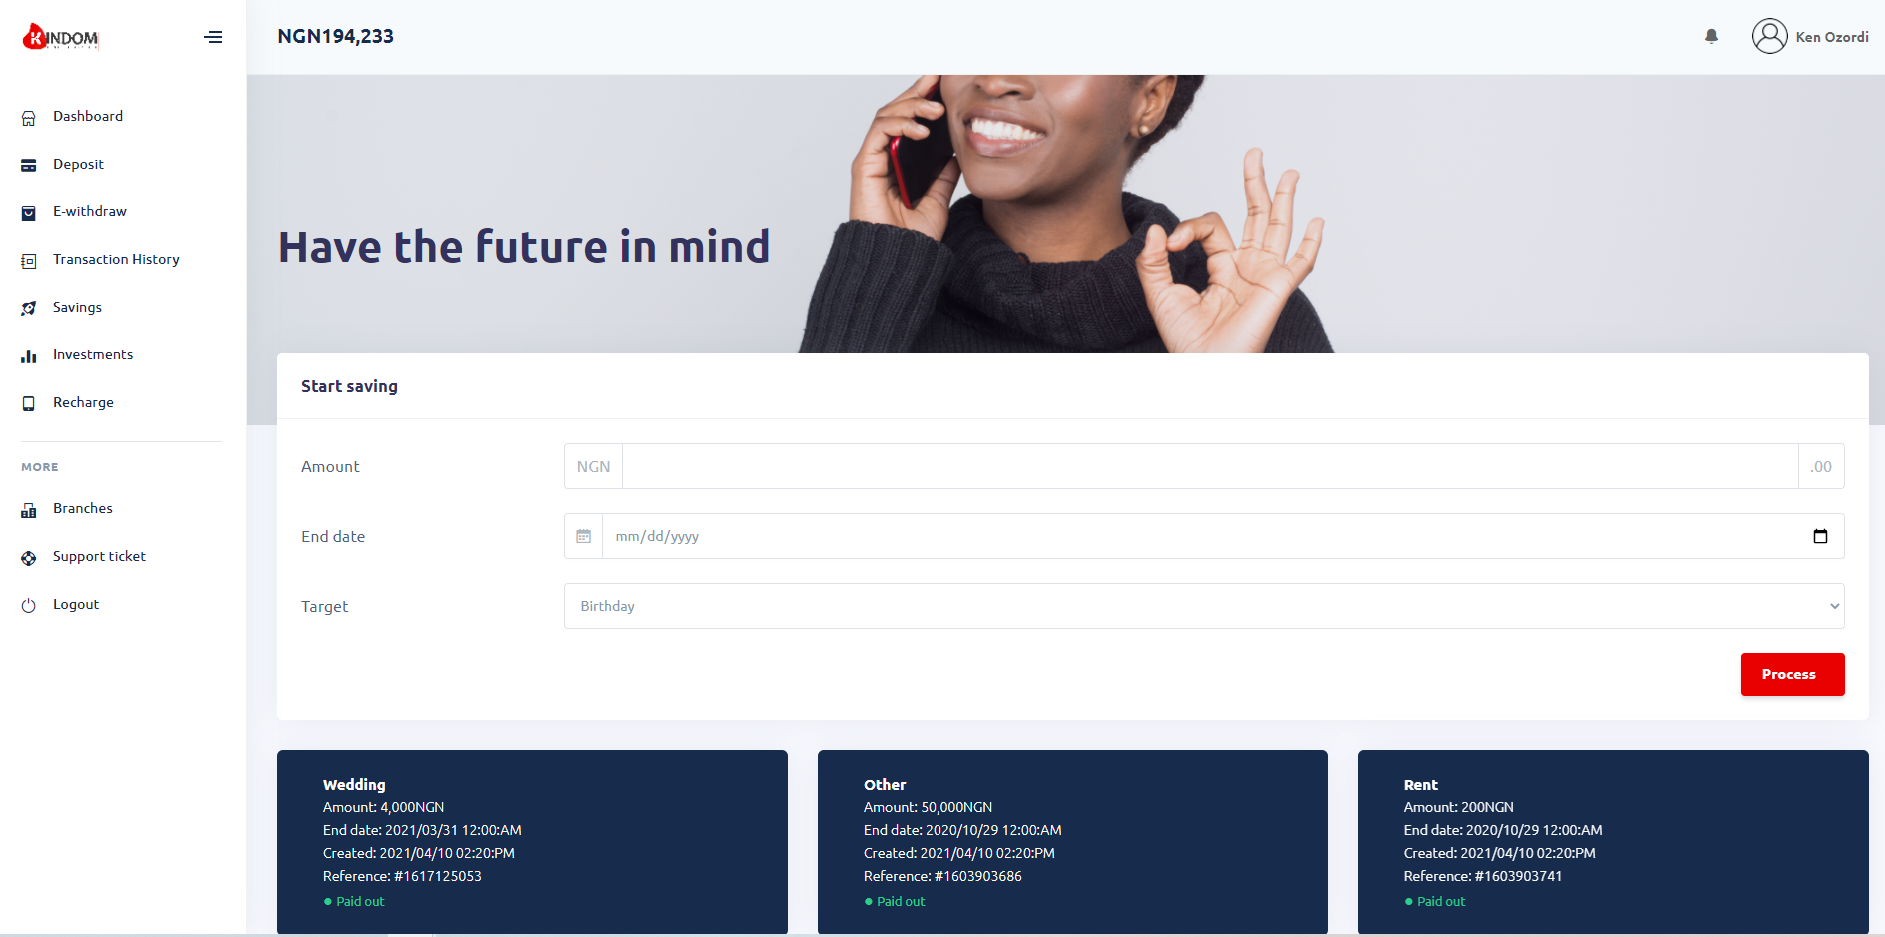 KINDOM
NGN194,233
Ken Ozordi
Dashboard
Deposit
E-withdraw
Transaction History
Savings
Investments
Recharge
MORE
Branches
Support ticket
Logout
Have the future in mind
Start saving
Amount
NGN
.00
End date
mm/dd/yyyy
Target
Birthday
Process
Wedding
Amount: 4,000NGN
End date: 2021/03/31 12:00:AM
Created: 2021/04/10 02:20:PM
Reference: #1617125053
Paid out
Other
Amount: 50,000NGN
End date: 2020/10/29 12:00:AM
Created: 2021/04/10 02:20:PM
Reference: #1603903686
Paid out
Rent
Amount: 200NGN
End date: 2020/10/29 12:00:AM
Created: 2021/04/10 02:20:PM
Reference: #1603903741
Paid out